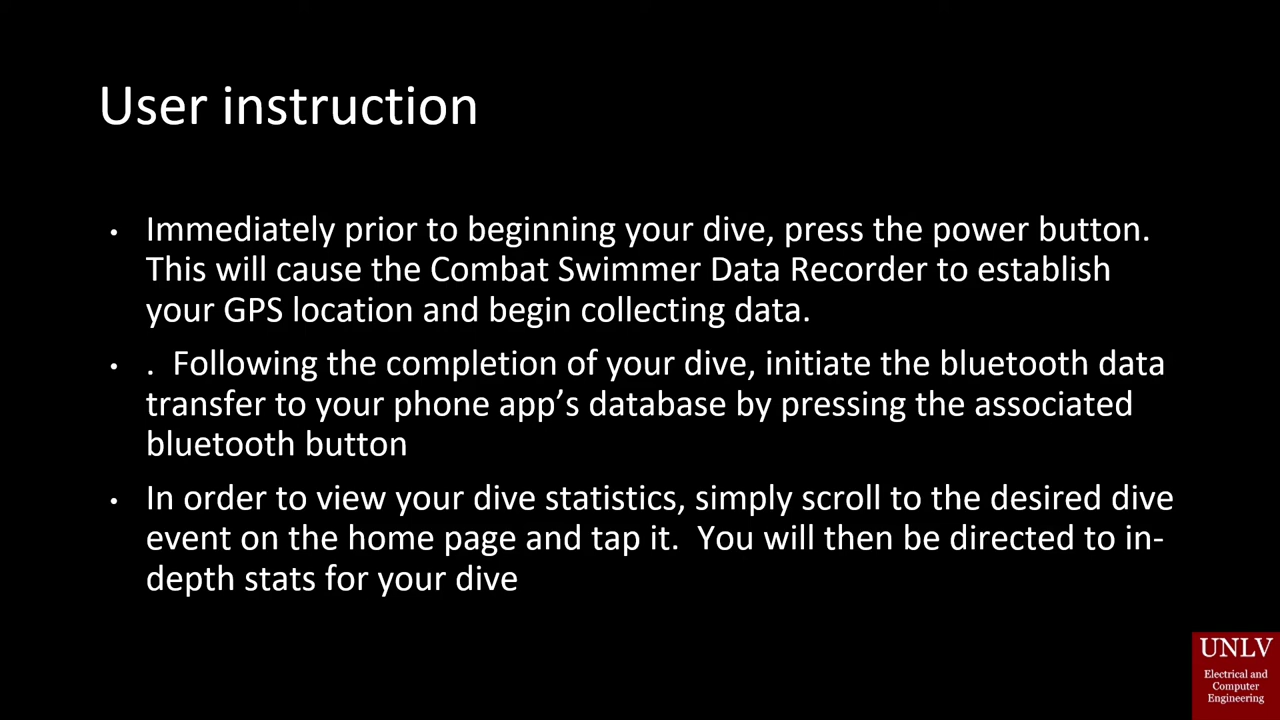 User instruction
• Immediately prior to beginning your dive, press the power button.
This will cause the Combat Swimmer Data Recorder to establish
your GPS location and begin collecting data.
• .  Following the completion of your dive, initiate the bluetooth data
transfer to your phone app’s database by pressing the associated
bluetooth button
• In order to view your dive statistics, simply scroll to the desired dive
event on the home page and tap it.  You will then be directed to in-
depth stats for your dive
UNLV
Electrical and
Computer
Engineering